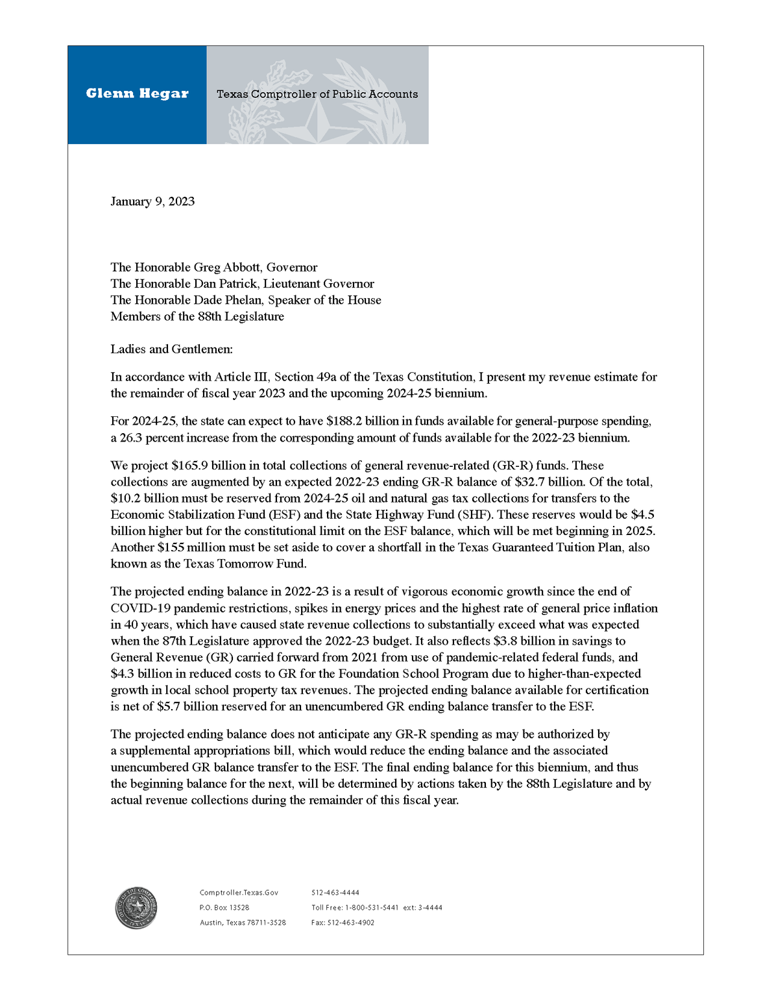 Glenn Hegar
Texas Comptroller of Public Accounts
January 9, 2023
The Honorable Greg Abbott, Governor
The Honorable Dan Patrick, Lieutenant Governor
The Honorable Dade Phelan, Speaker of the House
Members of the 88th Legislature
Ladies and Gentlemen:
In accordance with Article III, Section 49a of the Texas Constitution, I present my revenue estimate for
the remainder of fiscal year 2023 and the upcoming 2024-25 biennium.
For 2024-25, the state can expect to have $188.2 billion in funds available for general-purpose spending,
a 26.3 percent increase from the corresponding amount of funds available for the 2022-23 biennium.
We project $165.9 billion in total collections of general revenue-related (GR-R) funds. These
collections are augmented by an expected 2022-23 ending GR-R balance of $32.7 billion. Of the total,
$10.2 billion must be reserved from 2024-25 oil and natural gas tax collections for transfers to the
Economic Stabilization Fund (ESF) and the State Highway Fund (SHF). These reserves would be $4.5
billion higher but for the constitutional limit on the ESF balance, which will be met beginning in 2025.
Another $155 million must be set aside to cover a shortfall in the Texas Guaranteed Tuition Plan, also
known as the Texas Tomorrow Fund.
The projected ending balance in 2022-23 is a result of vigorous economic growth since the end of
COVID-19 pandemic restrictions, spikes in energy prices and the highest rate of general price inflation
in 40 years, which have caused state revenue collections to substantially exceed what was expected
when the 87th Legislature approved the 2022-23 budget. It also reflects $3.8 billion in savings to
General Revenue (GR) carried forward from 2021 from use of pandemic-related federal funds, and
$4.3 billion in reduced costs to GR for the Foundation School Program due to higher-than-expected
growth in local school property tax revenues. The projected ending balance available for certification
is net of $5.7 billion reserved for an unencumbered GR ending balance transfer to the ESF.
The projected ending balance does not anticipate any GR-R spending as may be authorized by
a supplemental appropriations bill, which would reduce the ending balance and the associated
unencumbered GR balance transfer to the ESF. The final ending balance for this biennium, and thus
the beginning balance for the next, will be determined by actions taken by the 88th Legislature and by
actual revenue collections during the remainder of this fiscal year.
OFFICE OF THE COMPTROLLER
TEXAS
Comptroller.Texas.Gov
P.O. Box 13528
Austin, Texas 78711-3528
512-463-4444
Toll Free: 1-800-531-5441 ext: 3-4444
Fax: 512-463-4902